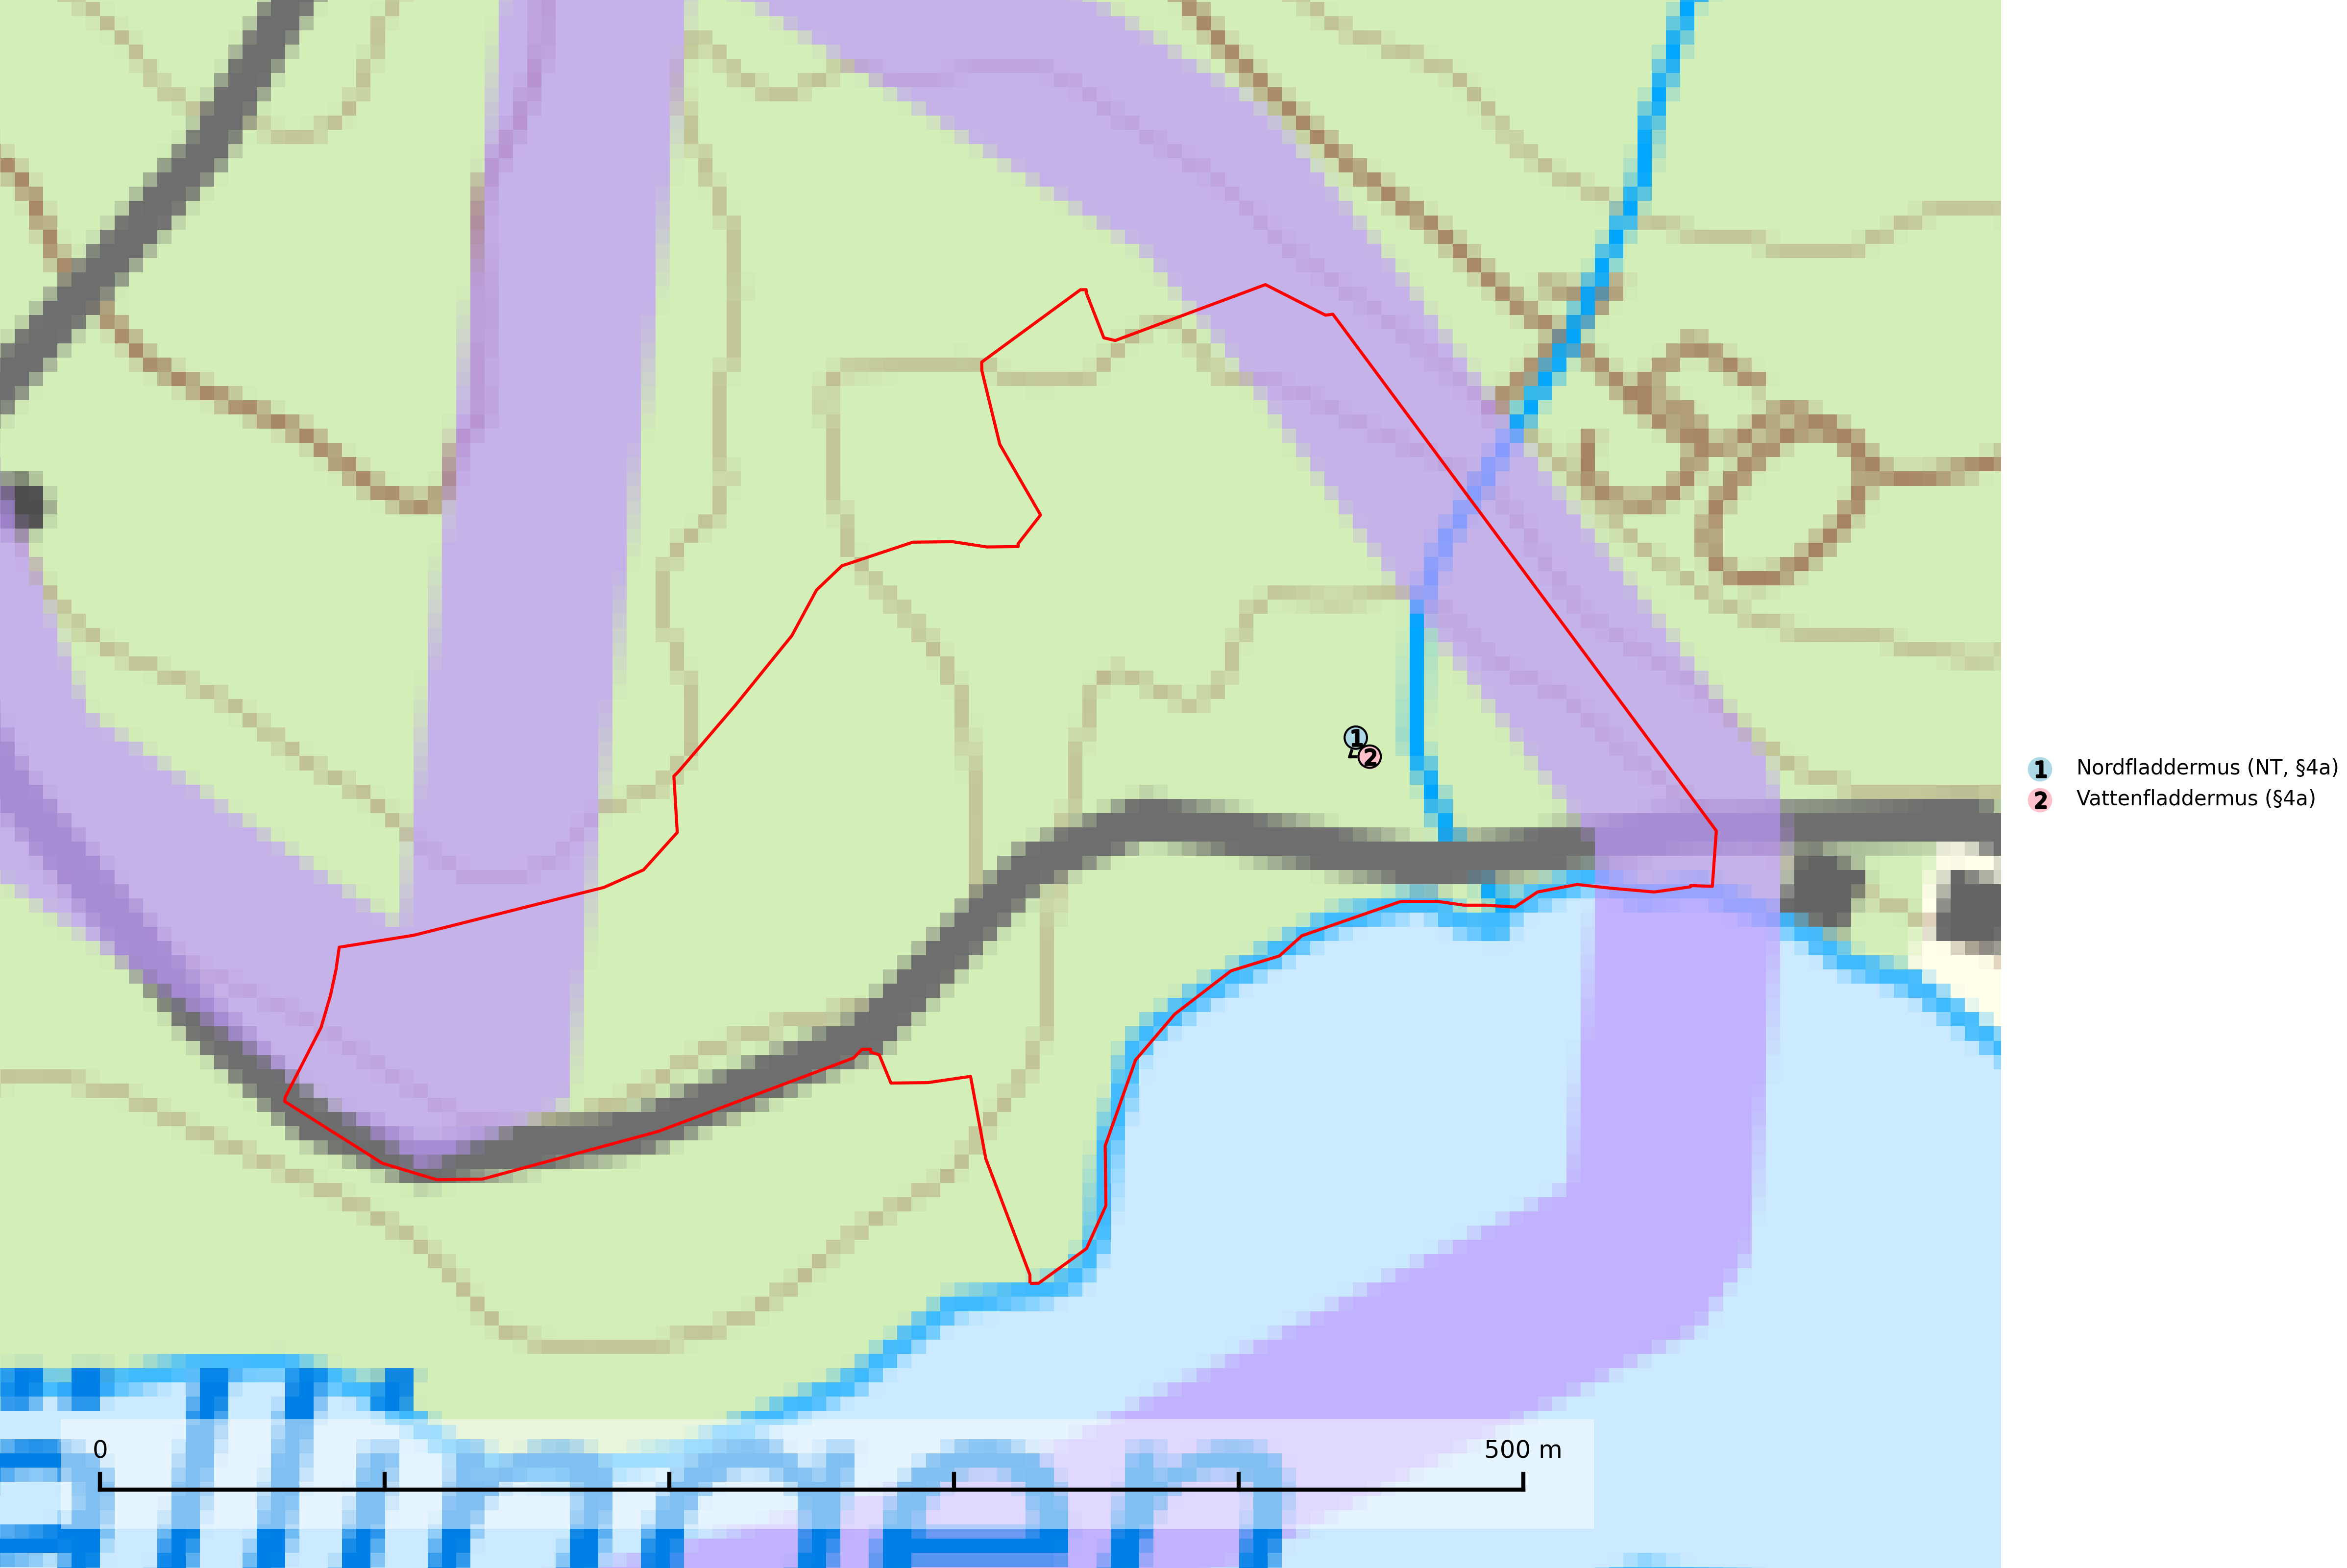 1
2
1 Nordfladdermus (NT, §4a)
2 Vattenfladdermus (§4a)
0 500 m